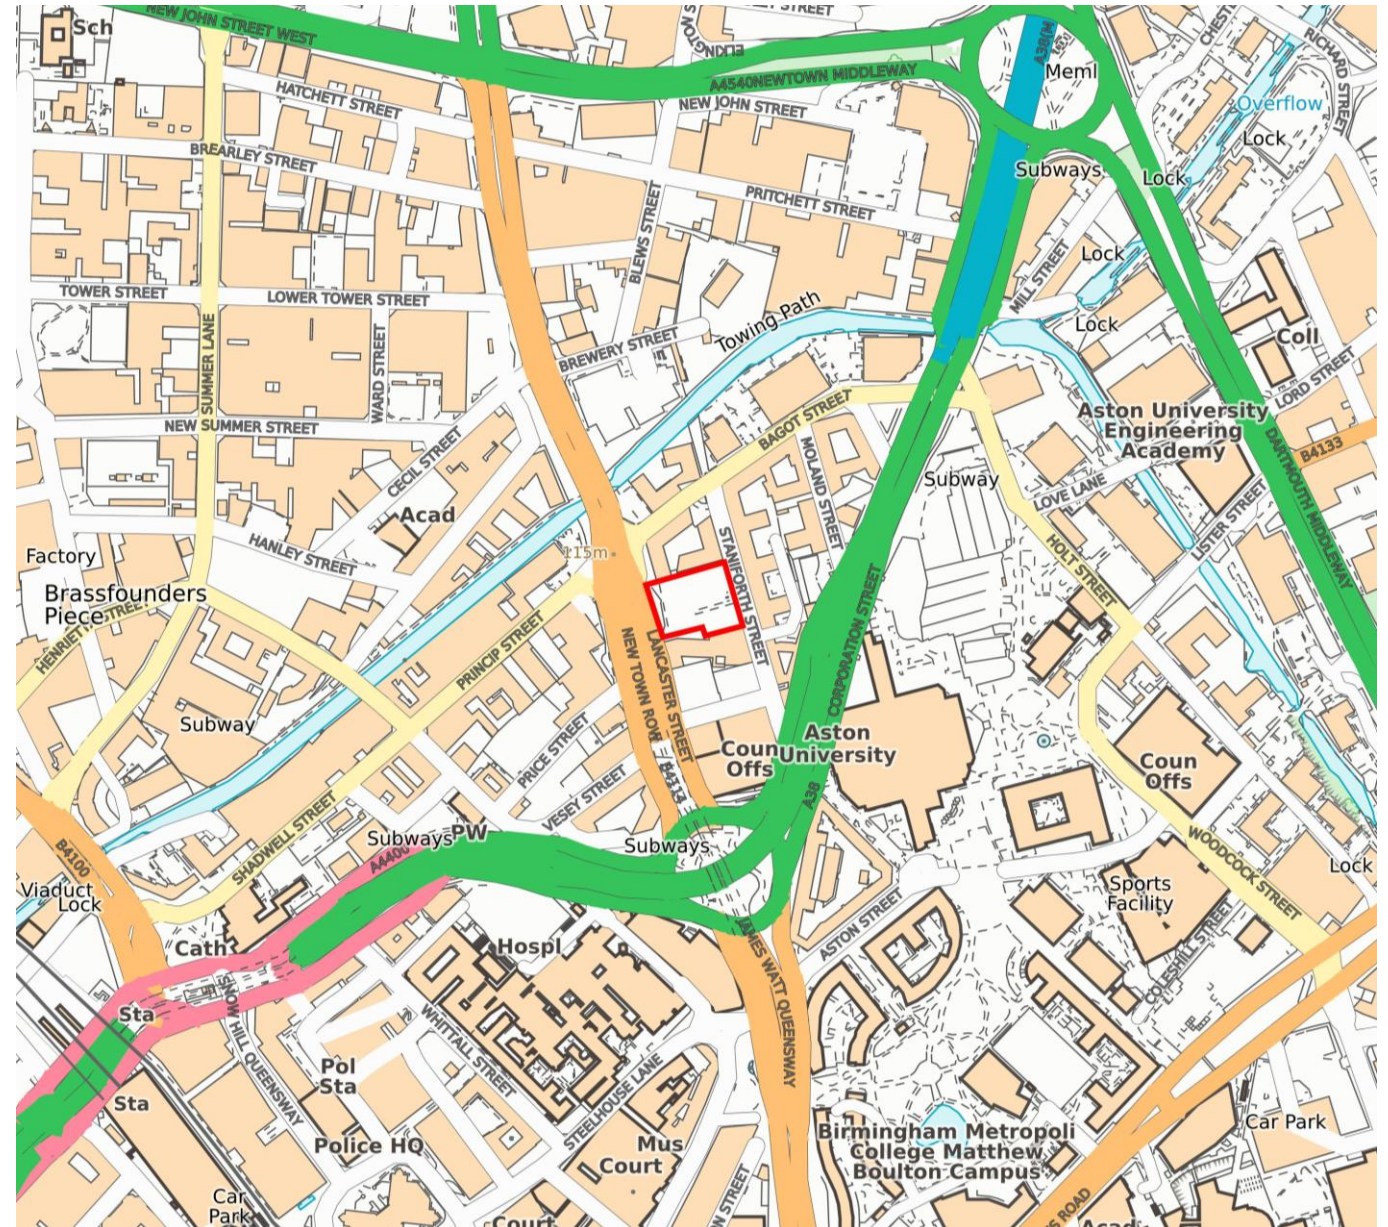 Sch
NEW JOHN STREET WEST
HATCHETT STREET
BREARLEY STREET
TOWER STREET
LOWER TOWER STREET
SUMMER LANE
WARD STREET
NEW SUMMER STREET
CECIL STREET
HANLEY STREET
Acad
Factory
Brassfounders
Piece
PRINCIP STREET
115m
Subway
PRICE STREET
VESEY STREET
SHADWELL STREET
Subways
PW
A4400
B4100
Viaduct
Lock
Cath
Sta
Sta
SNOW HILL QUEENSWAY
Pol
Sta
Police HQ
Car
Park
WHITTALL STREET
Hospl
STEELHOUSE LANE
Mus
Court
Court
A4540
NEWTOWN MIDDLEWAY
NEW JOHN STREET
PRITCHETT STREET
BLEWS STREET
BREWERY STREET
Towing Path
BAGOT STREET
MOLAND STREET
STANIFORTH STREET
LANCASTER STREET
NEW TOWN ROW
B4114
Coun
Offs
Aston
University
CORPORATION STREET
A38
Subways
JAMES WATT QUEENSWAY
ASTON STREET
A38(M)
Meml
Subways
Lock
Overflow
Lock
RICHARD STREET
MILL STREET
Lock
Lock
Coll
LORD STREET
Aston University
Engineering
Academy
B4133
DARTMOUTH MIDDLEWAY
Subway
LOVE LANE
LISTER STREET
HOLT STREET
Coun
Offs
WOODCOCK STREET
Lock
Sports
Facility
COLESHILL STREET
Birmingham Metropoli
College Matthew
Boulton Campus
Car Park
Acad